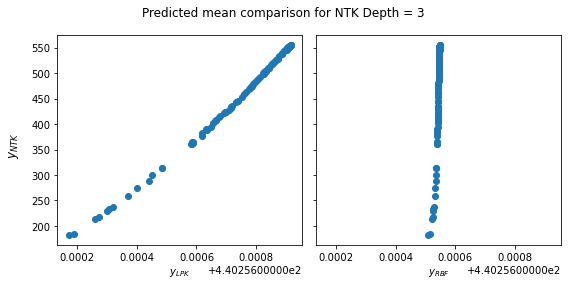 Predicted mean comparison for NTK Depth = 3
550
500
450
400
350
300
250
200
y_NTK
0.0002 0.0004 0.0006 0.0008
y_LPK +4.4025600000e2
0.0002 0.0004 0.0006 0.0008
y_RBF +4.4025600000e2